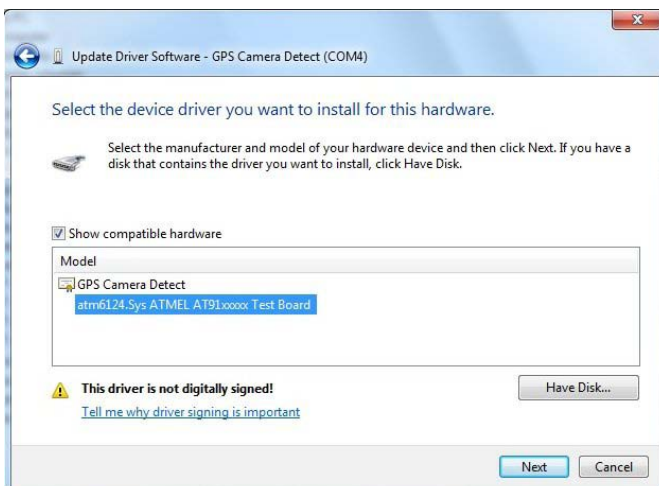 Update Driver Software - GPS Camera Detect (COM4)
Select the device driver you want to install for this hardware.
Select the manufacturer and model of your hardware device and then click Next. If you have a
disk that contains the driver you want to install, click Have Disk.
Show compatible hardware
Model
GPS Camera Detect
atm6124.Sys ATMEL AT91xxxxx Test Board
This driver is not digitally signed!
Have Disk...
Tell me why driver signing is important
Next
Cancel